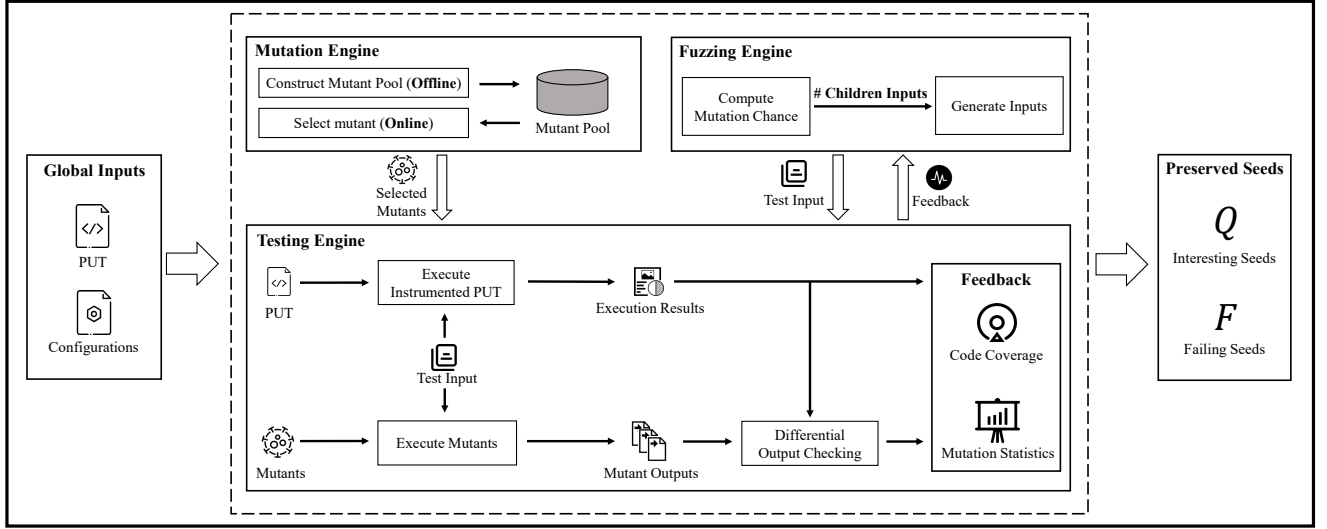 Global Inputs
</>
PUT
Configurations
Mutation Engine
Construct Mutant Pool (Offline)
Select mutant (Online)
Mutant Pool
Fuzzing Engine
Compute
Mutation Chance
# Children Inputs
Generate Inputs
Selected
Mutants
Test Input
Feedback
Testing Engine
</>
PUT
Execute
Instrumented PUT
Execution Results
Test Input
Mutants
Execute Mutants
Mutant Outputs
Differential
Output Checking
Feedback
Code Coverage
Mutation Statistics
Preserved Seeds
Q
Interesting Seeds
F
Failing Seeds